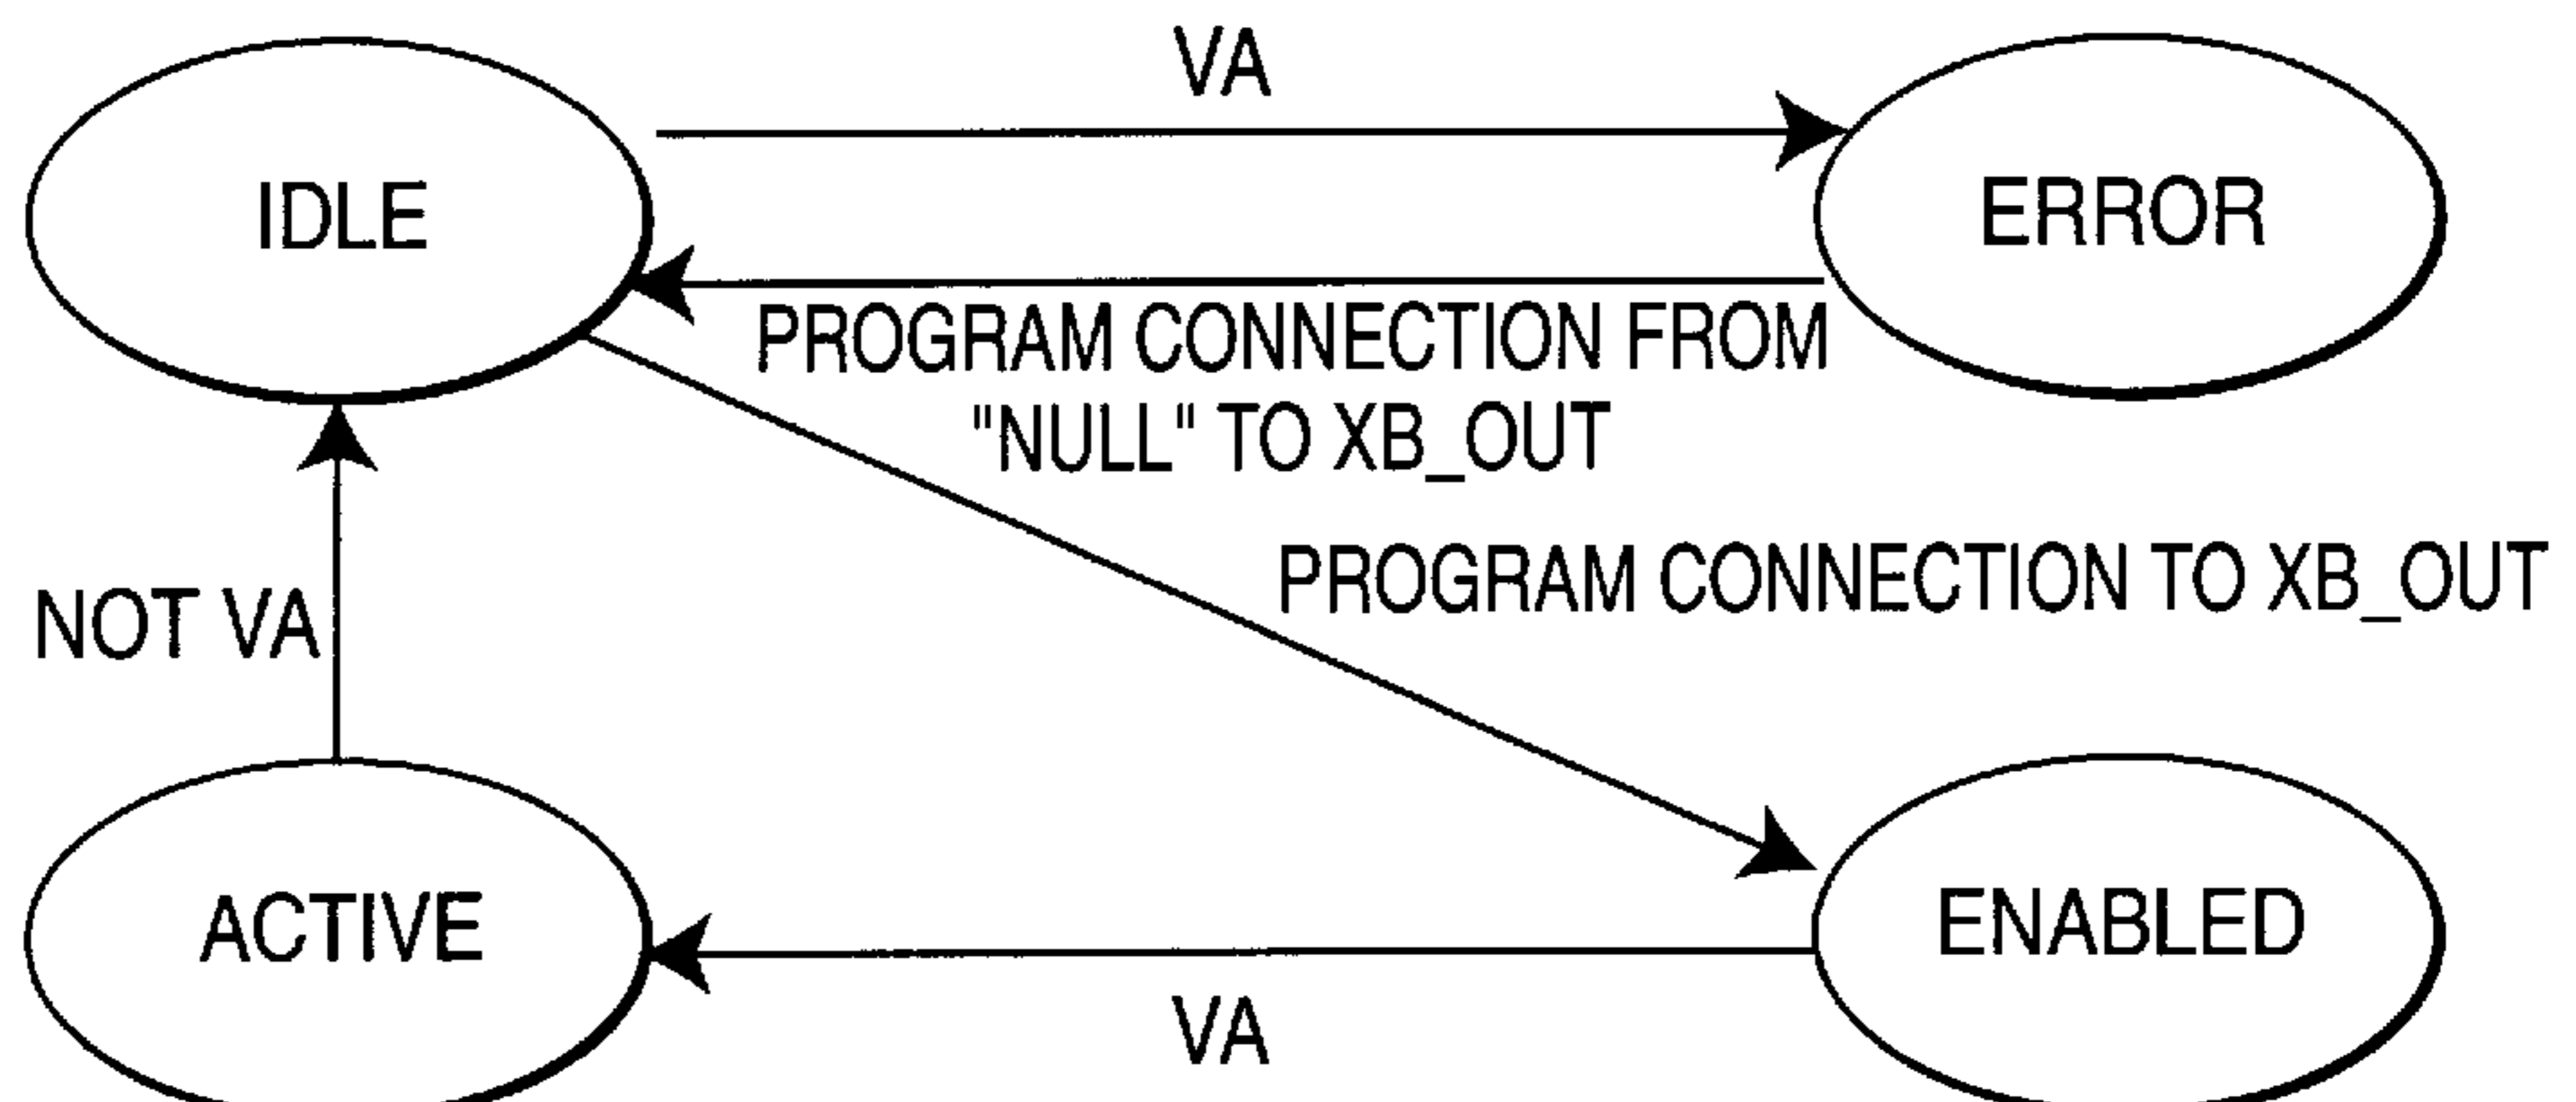 VA
IDLE
ERROR
PROGRAM CONNECTION FROM
"NULL" TO XB_OUT
PROGRAM CONNECTION TO XB_OUT
NOT VA
ACTIVE
ENABLED
VA